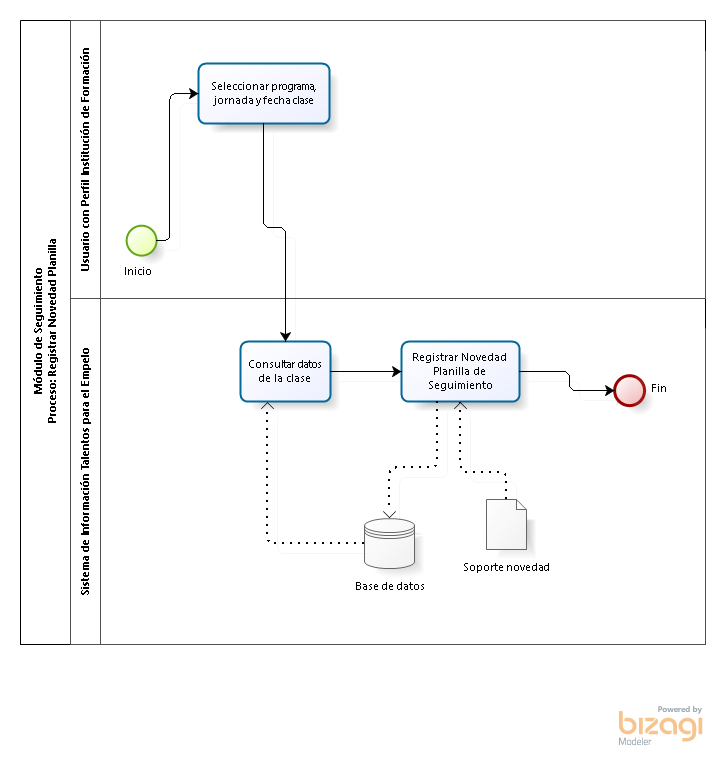 Módulo de Seguimiento
Proceso: Registrar Novedad Planilla
Usuario con Perfil Institución de Formación
Seleccionar programa,
jornada y fecha clase
Inicio
Sistema de Información Talentos para el Empelo
Consultar datos
de la clase
Registrar Novedad
Planilla de
Seguimiento
Fin
Base de datos
Soporte novedad
Powered by
bizagi
Modeler